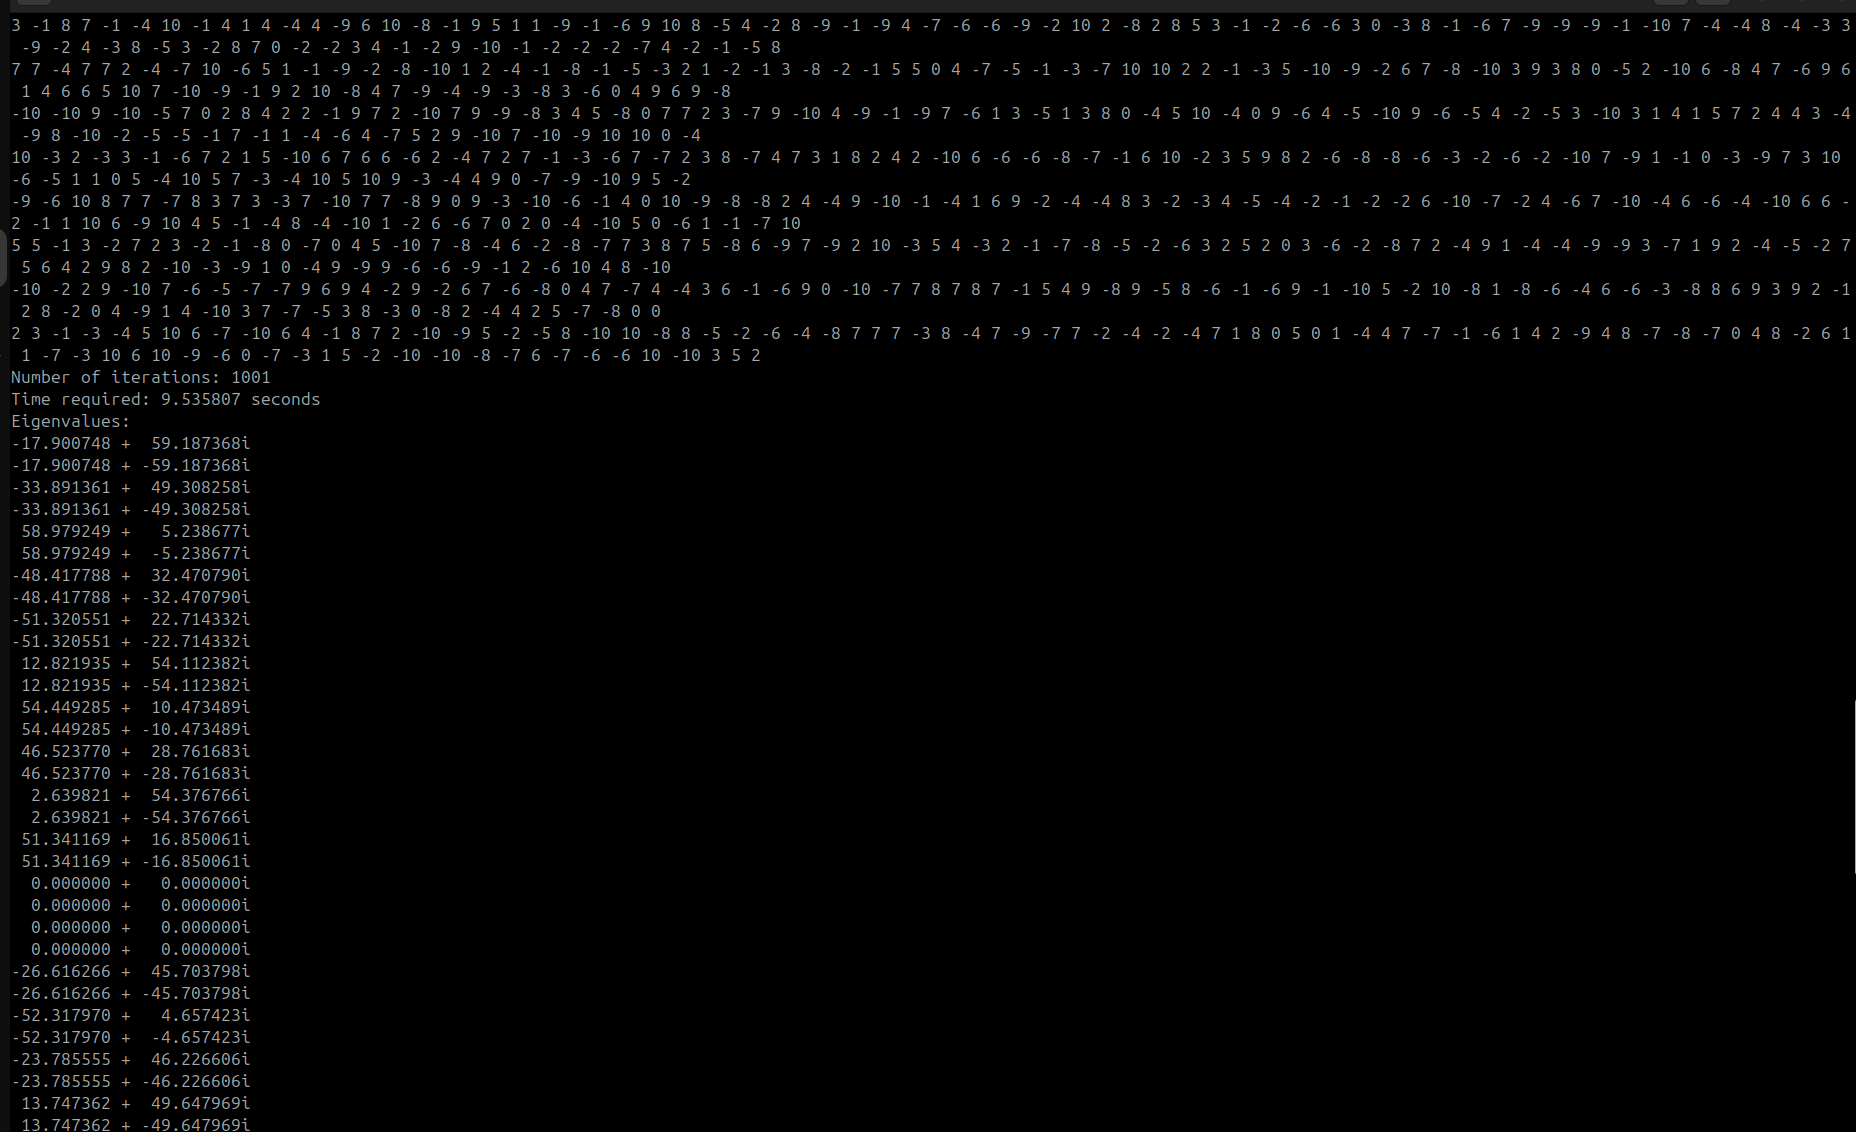 3 -1 8 7 -1 -4 10 -1 4 1 4 -4 4 -9 6 10 -8 -1 9 5 1 1 -9 -1 -6 9 10 8 -5 4 -2 8 -9 -1 -9 4 -7 -6 -6 -9 -2 10 2 -8 2 8 5 3 -1 -2 -6 -6 3 0 -3 8 -1 -6 7 -9 -9 -9 -1 -10 7 -4 -4 8 -4 -3 3
-9 -2 4 -3 8 -5 3 -2 8 7 0 -2 -2 3 4 -1 -2 9 -10 -1 -2 -2 -2 -7 4 -2 -1 -5 8
7 7 -4 7 7 2 -4 -7 10 -6 5 1 -1 -9 -2 -8 -10 1 2 -4 -1 -8 -1 -5 -3 2 1 -2 -1 3 -8 -2 -1 5 5 0 4 -7 -5 -1 -3 -7 10 10 2 2 -1 -3 5 -10 -9 -2 6 7 -8 -10 3 9 3 8 0 -5 2 -10 6 -8 4 7 -6 9 6
1 4 6 6 5 10 7 -10 -9 -1 9 2 10 -8 4 7 -9 -4 -9 -3 -8 3 -6 0 4 9 6 9 -8
-10 -10 9 -10 -5 7 0 2 8 4 2 2 -1 9 7 2 -10 7 9 -9 -8 3 4 5 -8 0 7 7 2 3 -7 9 -10 4 -9 -1 -9 7 -6 1 3 -5 1 3 8 0 -4 5 10 -4 0 9 -6 4 -5 -10 9 -6 -5 4 -2 -5 3 -10 3 1 4 1 5 7 2 4 4 3 -4
-9 8 -10 -2 -5 -5 -1 7 -1 1 -4 -6 4 -7 5 2 9 -10 7 -10 -9 10 10 0 -4
10 -3 2 -3 3 -1 -6 7 2 1 5 -10 6 7 6 6 -6 2 -4 7 2 7 -1 -3 -6 7 -7 2 3 8 -7 4 7 3 1 8 2 4 2 -10 6 -6 -6 -8 -7 -1 6 10 -2 3 5 9 8 2 -6 -8 -8 -6 -3 -2 -6 -2 -10 7 -9 1 -1 0 -3 -9 7 3 10
-6 -5 1 1 0 5 -4 10 5 7 -3 -4 10 5 10 9 -3 -4 4 9 0 -7 -9 -10 9 5 -2
-9 -6 10 8 7 7 -7 8 3 7 3 -3 7 -10 7 7 -8 9 0 9 -3 -10 -6 -1 4 0 10 -9 -8 -8 2 4 -4 9 -10 -1 -4 1 6 9 -2 -4 -4 8 3 -2 -3 4 -5 -4 -2 -1 -2 -2 6 -10 -7 -2 4 -6 7 -10 -4 6 -6 -4 -10 6 6 -
2 -1 1 10 6 -9 10 4 5 -1 -4 8 -4 -10 1 -2 6 -6 7 0 2 0 -4 -10 5 0 -6 1 -1 -7 10
5 5 -1 3 -2 7 2 3 -2 -1 -8 0 -7 0 4 5 -10 7 -8 -4 6 -2 -8 -7 7 3 8 7 5 -8 6 -9 7 -9 2 10 -3 5 4 -3 2 -1 -7 -8 -5 -2 -6 3 2 5 2 0 3 -6 -2 -8 7 2 -4 9 1 -4 -4 -9 -9 3 -7 1 9 2 -4 -5 -2 7
5 6 4 2 9 8 2 -10 -3 -9 1 0 -4 9 -9 9 -6 -6 -9 -1 2 -6 10 4 8 -10
-10 -2 2 9 -10 7 -6 -5 -7 -7 9 6 9 4 -2 9 -2 6 7 -6 -8 0 4 7 -7 4 -4 3 6 -1 -6 9 0 -10 -7 7 8 7 8 7 -1 5 4 9 -8 9 -5 8 -6 -1 -6 9 -1 -10 5 -2 10 -8 1 -8 -6 -4 6 -6 -3 -8 8 6 9 3 9 2 -1
2 8 -2 0 4 -9 1 4 -10 3 7 -7 -5 3 8 -3 0 -8 2 -4 4 2 5 -7 -8 0 0
2 3 -1 -3 -4 5 10 6 -7 -10 6 4 -1 8 7 2 -10 -9 5 -2 -5 8 -10 10 -8 8 -5 -2 -6 -4 -8 7 7 7 -3 8 -4 7 -9 -7 7 -2 -4 -2 -4 7 1 8 0 5 0 1 -4 4 7 -7 -1 -6 1 4 2 -9 4 8 -7 -8 -7 0 4 8 -2 6 1
1 -7 -3 10 6 10 -9 -6 0 -7 -3 1 5 -2 -10 -10 -8 -7 6 -7 -6 -6 10 -10 3 5 2
Number of iterations: 1001
Time required: 9.535807 seconds
Eigenvalues:
-17.900748 +  59.187368i
-17.900748 + -59.187368i
-33.891361 +  49.308258i
-33.891361 + -49.308258i
58.979249 +   5.238677i
58.979249 +  -5.238677i
-48.417788 +  32.470790i
-48.417788 + -32.470790i
-51.320551 +  22.714332i
-51.320551 + -22.714332i
12.821935 +  54.112382i
12.821935 + -54.112382i
54.449285 +  10.473489i
54.449285 + -10.473489i
46.523770 +  28.761683i
46.523770 + -28.761683i
2.639821 +  54.376766i
2.639821 + -54.376766i
51.341169 +  16.850061i
51.341169 + -16.850061i
0.000000 +   0.000000i
0.000000 +   0.000000i
0.000000 +   0.000000i
0.000000 +   0.000000i
-26.616266 +  45.703798i
-26.616266 + -45.703798i
-52.317970 +   4.657423i
-52.317970 +  -4.657423i
-23.785555 +  46.226606i
-23.785555 + -46.226606i
13.747362 +  49.647969i
13.747362 + -49.647969i